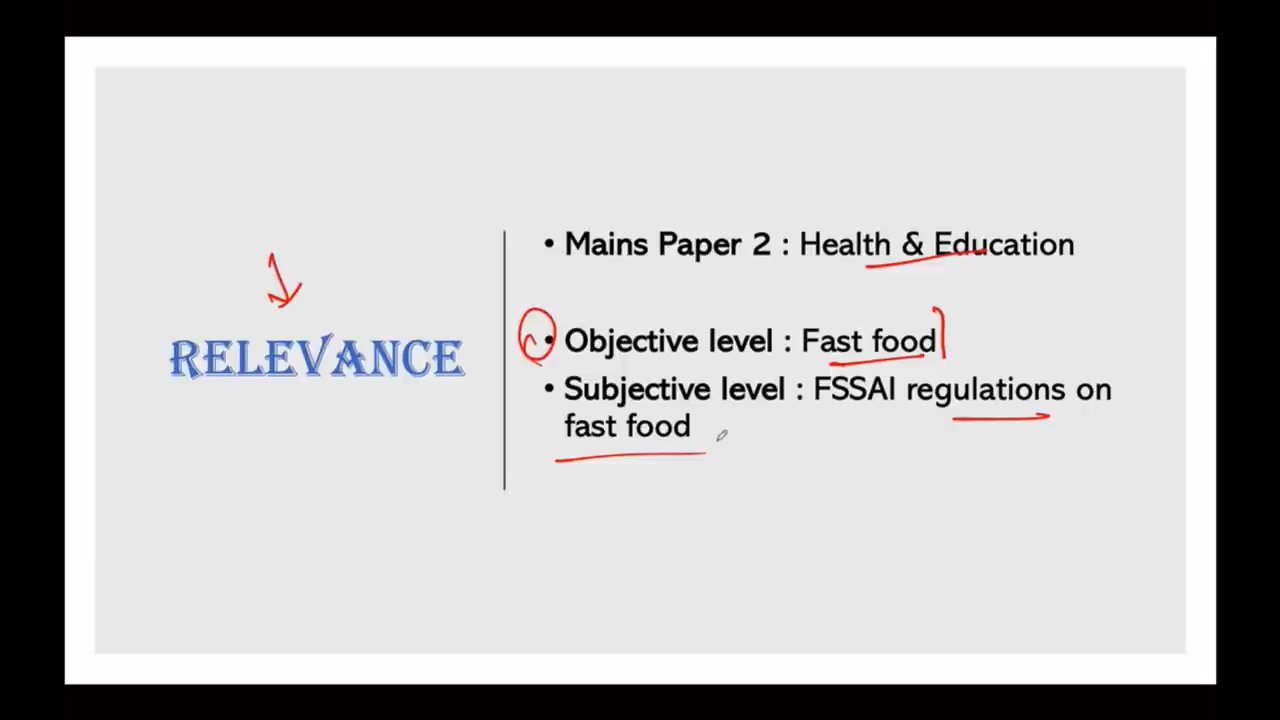 RELEVANCE
• Mains Paper 2 : Health & Education
• Objective level : Fast food
• Subjective level : FSSAI regulations on
fast food